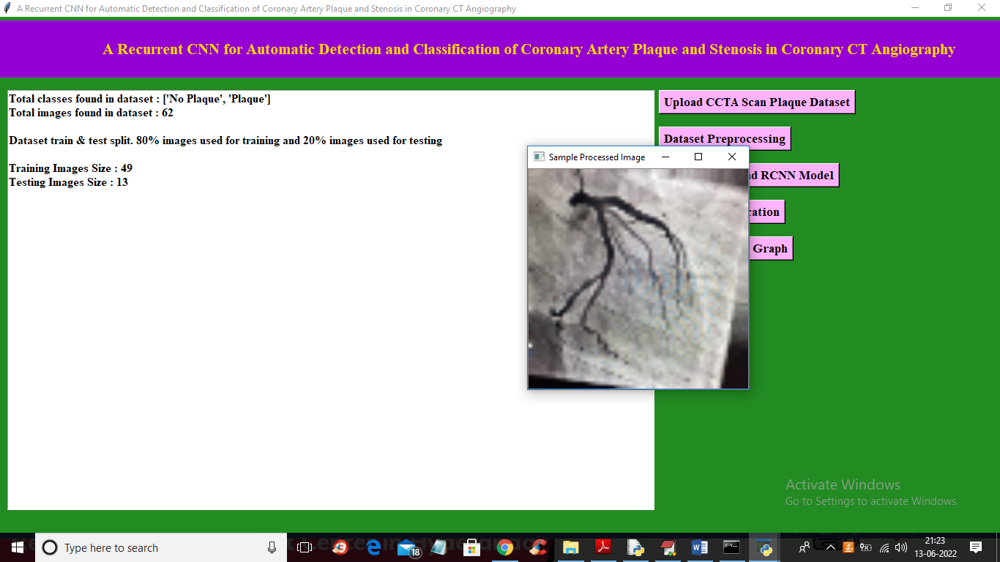 A Recurrent CNN for Automatic Detection and Classification of Coronary Artery Plaque and Stenosis in Coronary CT Angiography
A Recurrent CNN for Automatic Detection and Classification of Coronary Artery Plaque and Stenosis in Coronary CT Angiography
Total classes found in dataset : ['No Plaque', 'Plaque']
Total images found in dataset : 62
Dataset train & test split. 80% images used for training and 20% images used for testing
Training Images Size : 49
Testing Images Size : 13
Upload CCTA Scan Plaque Dataset
Dataset Preprocessing
Sample Processed Image
RCNN Model
Graph
Activate Windows
Go to Settings to activate Windows.
Type here to search
18
21:23
13-06-2022